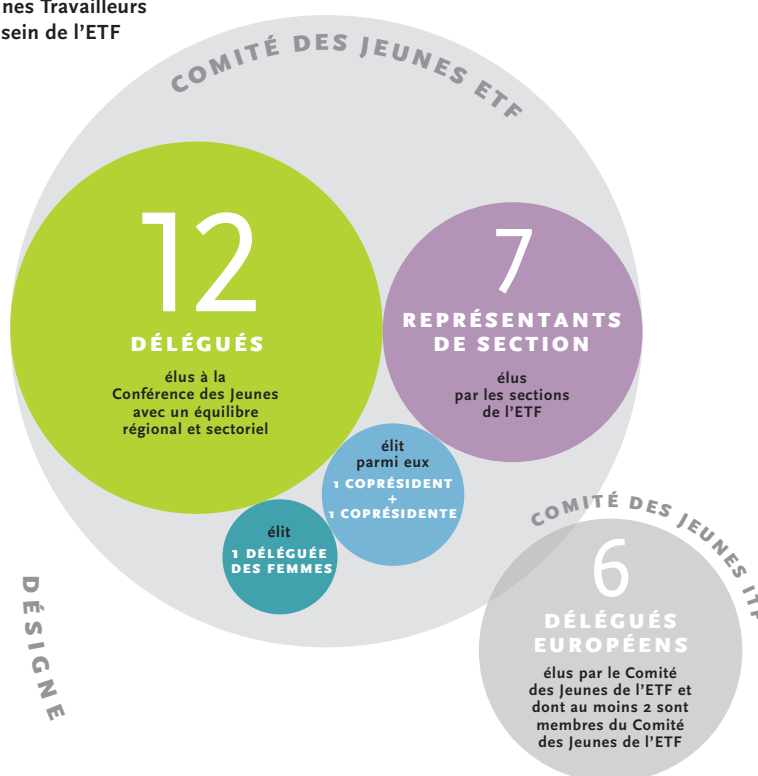 nes Travailleurs
sein de l'ETF
COMITÉ DES JEUNES ETF
12
DÉLÉGUÉS
élus à la
Conférence des Jeunes
avec un équilibre
régional et sectoriel
7
REPRÉSENTANTS
DE SECTION
élus
par les sections
de l'ETF
élit
parmi eux
1 COPRÉSIDENT
+
1 COPRÉSIDENTE
élit
1 DÉLÉGUÉE
DES FEMMES
DÉSIGNE
COMITÉ DES JEUNES ITF
6
DÉLÉGUÉS
EUROPÉENS
élus par le Comité
des Jeunes de l'ETF et
dont au moins 2 sont
membres du Comité
des Jeunes de l'ETF